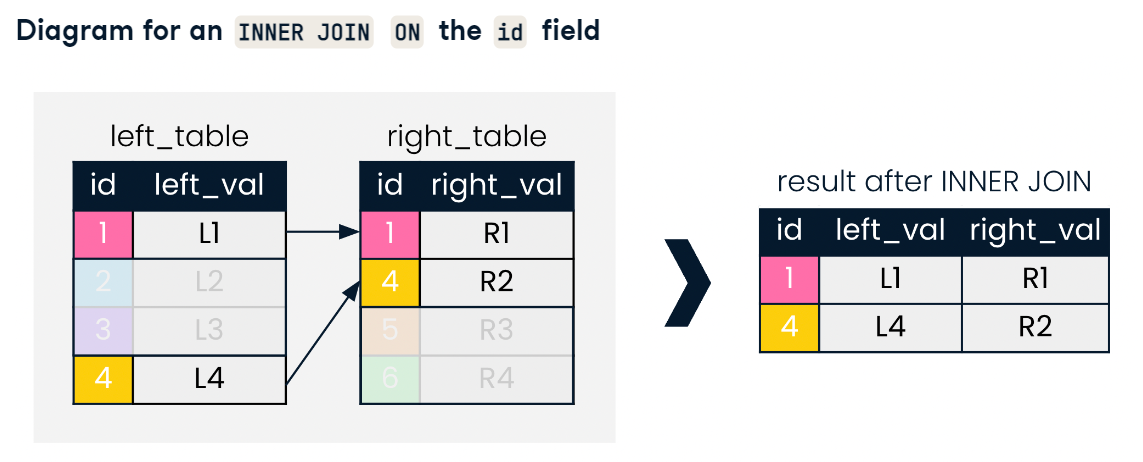 Diagram for an INNER JOIN ON the id field
left_table right_table
id left_val id right_val
1 L1 1 R1
2 L2 4 R2
3 L3 5 R3
4 L4 6 R4
result after INNER JOIN
id left_val right_val
1 L1 R1
4 L4 R2